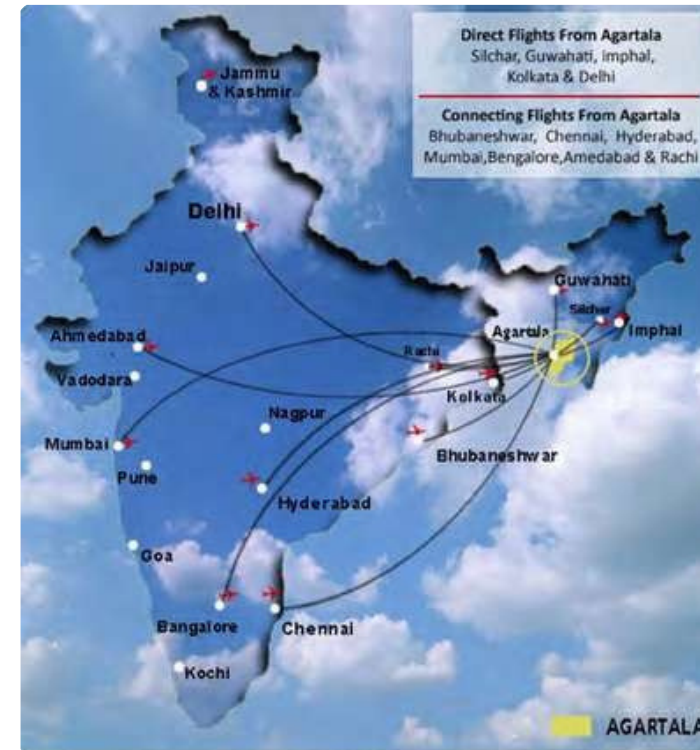 Direct Flights From Agartala
Silchar, Guwahati, Imphal,
Kolkata & Delhi
Connecting Flights From Agartala
Bhubaneshwar, Chennai, Hyderabad,
Mumbai,Bengalore,Amedabad & Rachi
Jammu
& Kashmir
Delhi
Jaipur
Guwahati
Silchar
Imphal
Agartala
Ahmedabad
Rachi
Vadodara
Kolkata
Nagpur
Mumbai
Bhubaneshwar
Pune
Hyderabad
Goa
Bangalore
Chennai
Kochi
AGARTALA